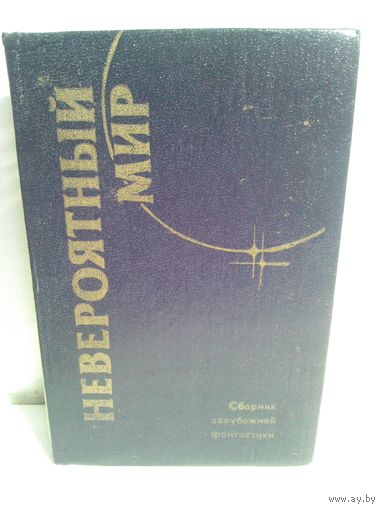 НЕВЕРОЯТНЫЙ
МИР
Сборник
зарубежной
фантастики
www.ay.by